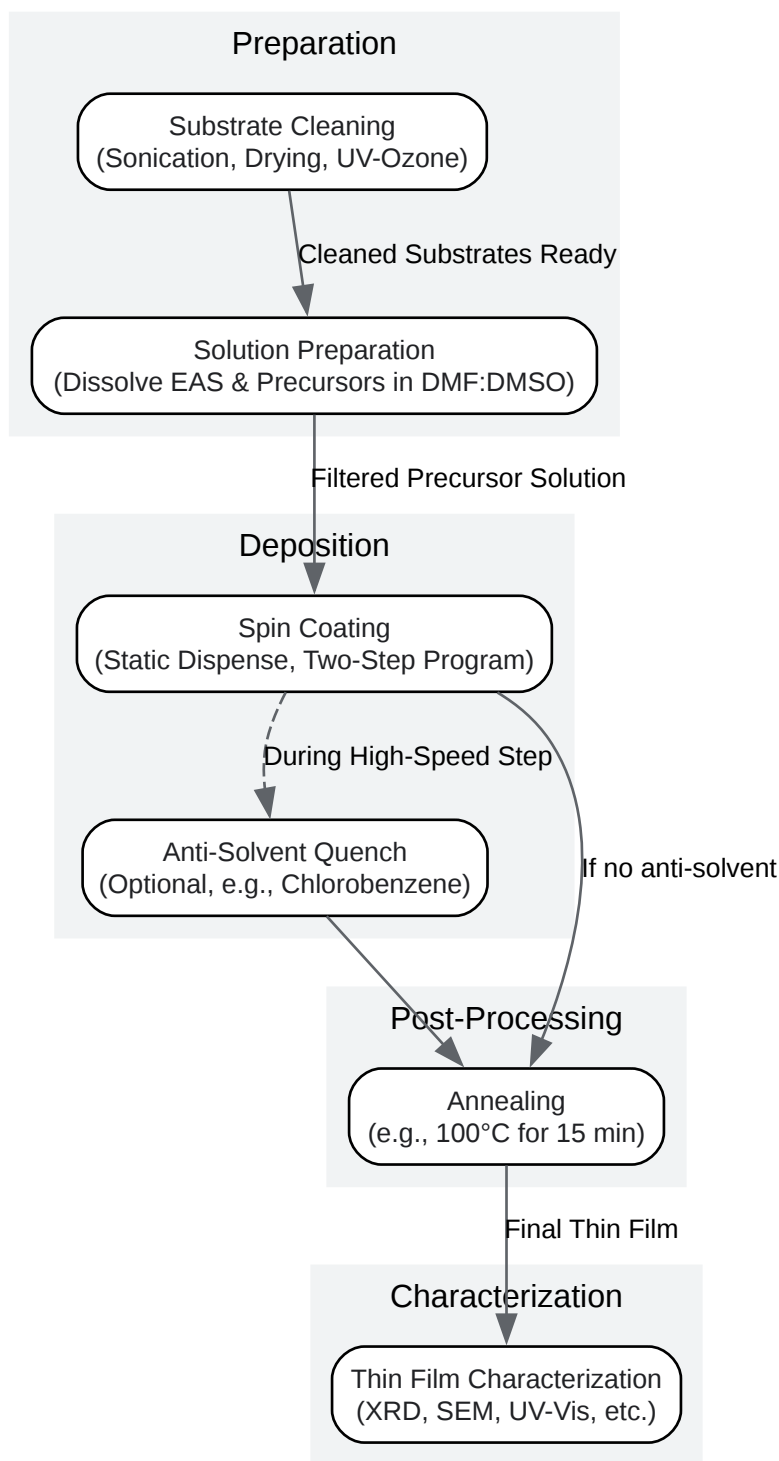 Preparation
Substrate Cleaning
(Sonication, Drying, UV-Ozone)
Cleaned Substrates Ready
Solution Preparation
(Dissolve EAS & Precursors in DMF:DMSO)
Filtered Precursor Solution
Deposition
Spin Coating
(Static Dispense, Two-Step Program)
During High-Speed Step
Anti-Solvent Quench
(Optional, e.g., Chlorobenzene)
If no anti-solvent
Post-Processing
Annealing
(e.g., 100°C for 15 min)
Final Thin Film
Characterization
Thin Film Characterization
(XRD, SEM, UV-Vis, etc.)